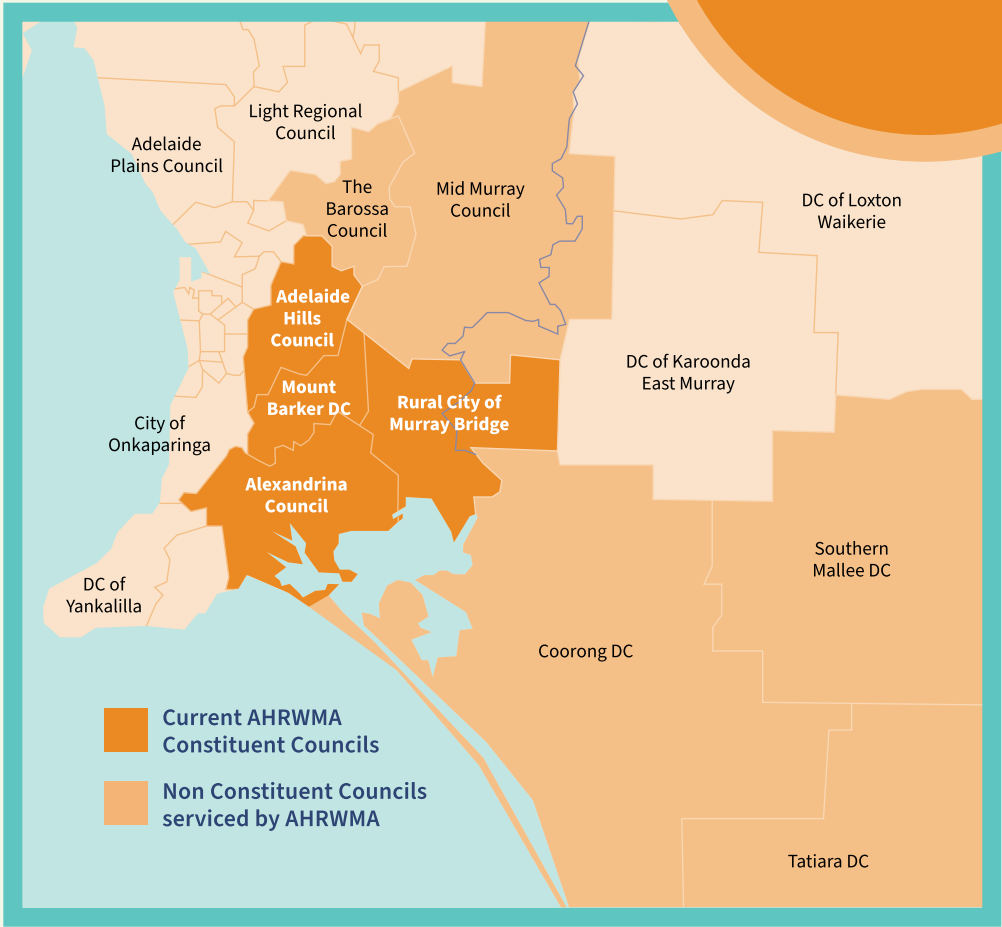 Light Regional
Council
Adelaide
Plains Council
The
Barossa
Council
Mid Murray
Council
DC of Loxton
Waikerie
Adelaide
Hills
Council
DC of Karoonda
East Murray
Mount
Barker DC
Rural City of
Murray Bridge
City of
Onkaparinga
Alexandrina
Council
Southern
Mallee DC
DC of
Yankalilla
Coorong DC
Current AHRWMA
Constituent Councils
Non Constituent Councils
serviced by AHRWMA
Tatiara DC